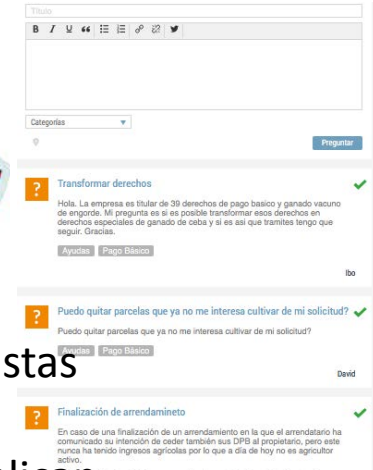 Título
B I U
Categorías
Preguntar
? Transformar derechos
Hola. La empresa es titular de 39 derechos de pago basico y ganado vacuno
de engorde. Mi pregunta es si es posible transformar esos derechos en
derechos especiales de ganado de ceba y si es asi que tramites tengo que
seguir. Gracias.
Ayudas Pago Básico
Ibo
? Puedo quitar parcelas que ya no me interesa cultivar de mi solicitud?
Puedo quitar parcelas que ya no me interesa cultivar de mi solicitud?
Ayudas Pago Básico
stas
David
? Finalización de arrendamineto
En caso de una finalización de un arrendamiento en la que el arrendatario ha
comunicado su intención de ceder también sus DPB al propietario, pero este
nunca ha tenido ingresos agrícolas por lo que a día de hoy no es agricultor
activo.